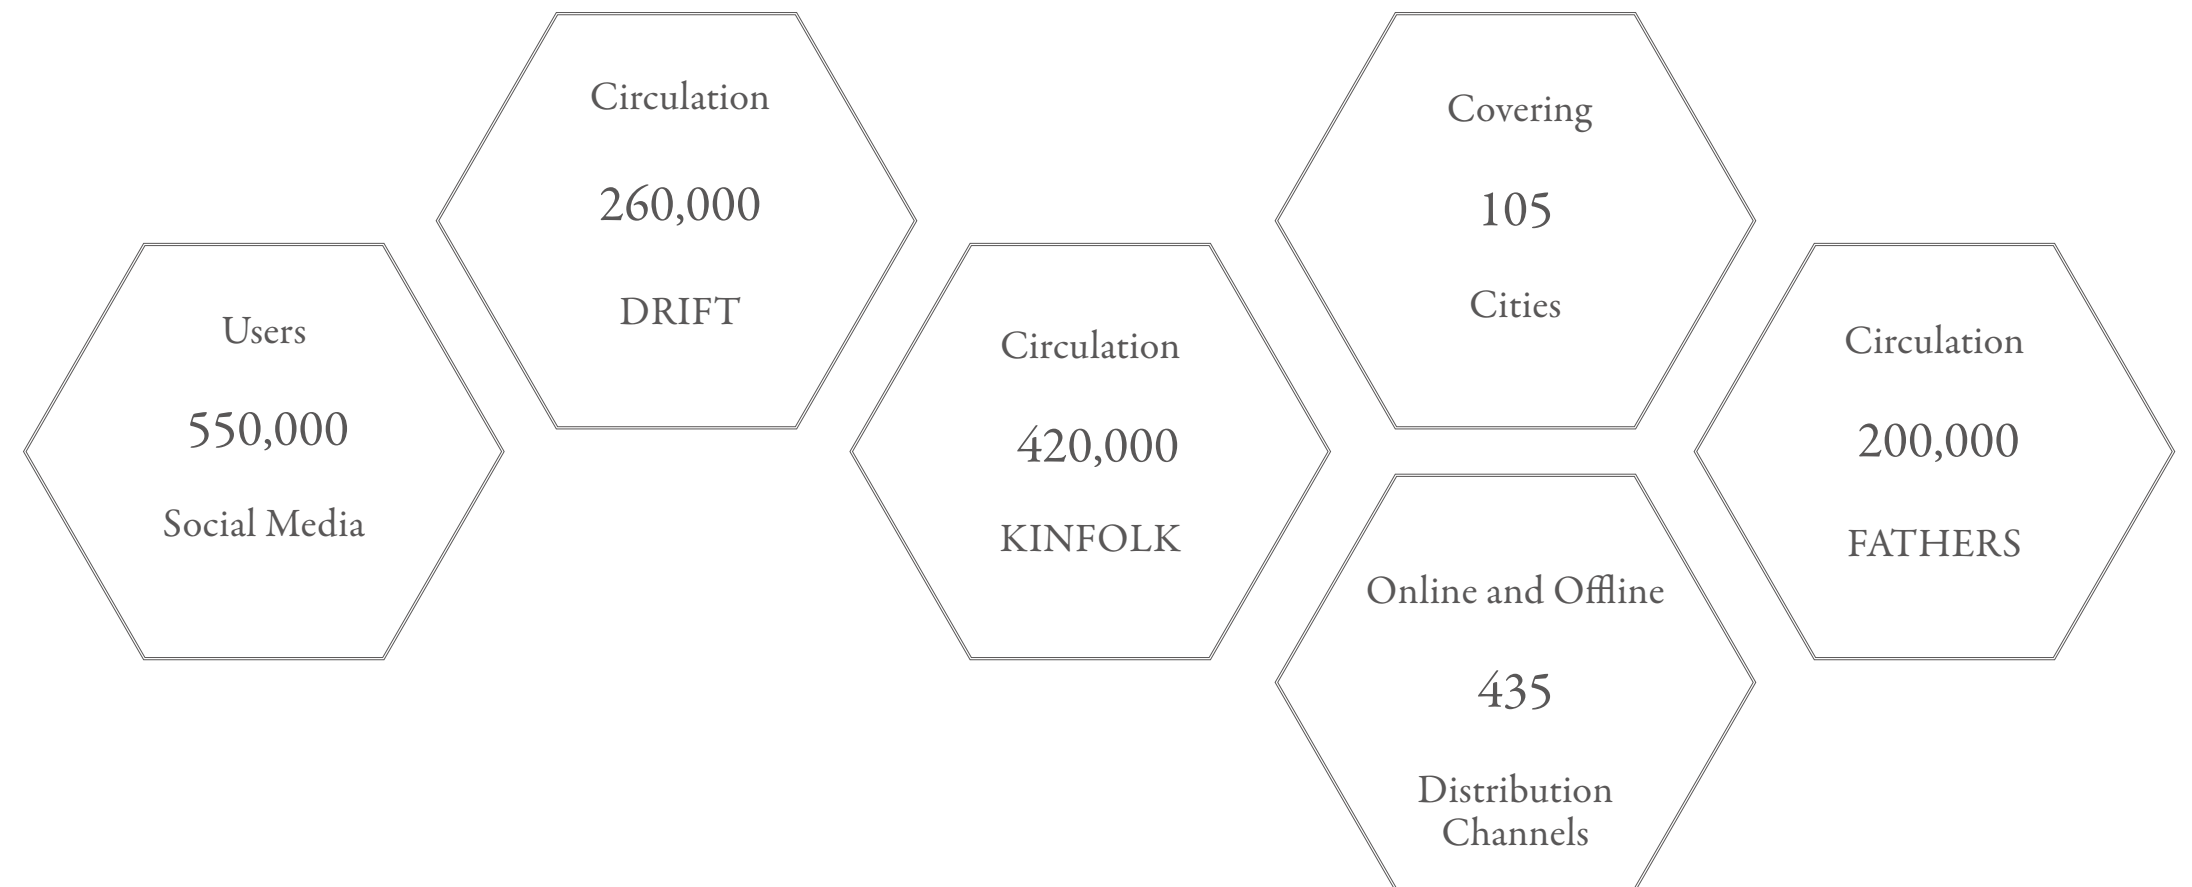 Users
550,000
Social Media
Circulation
260,000
DRIFT
Circulation
420,000
KINFOLK
Covering
105
Cities
Online and Offline
435
Distribution
Channels
Circulation
200,000
FATHERS